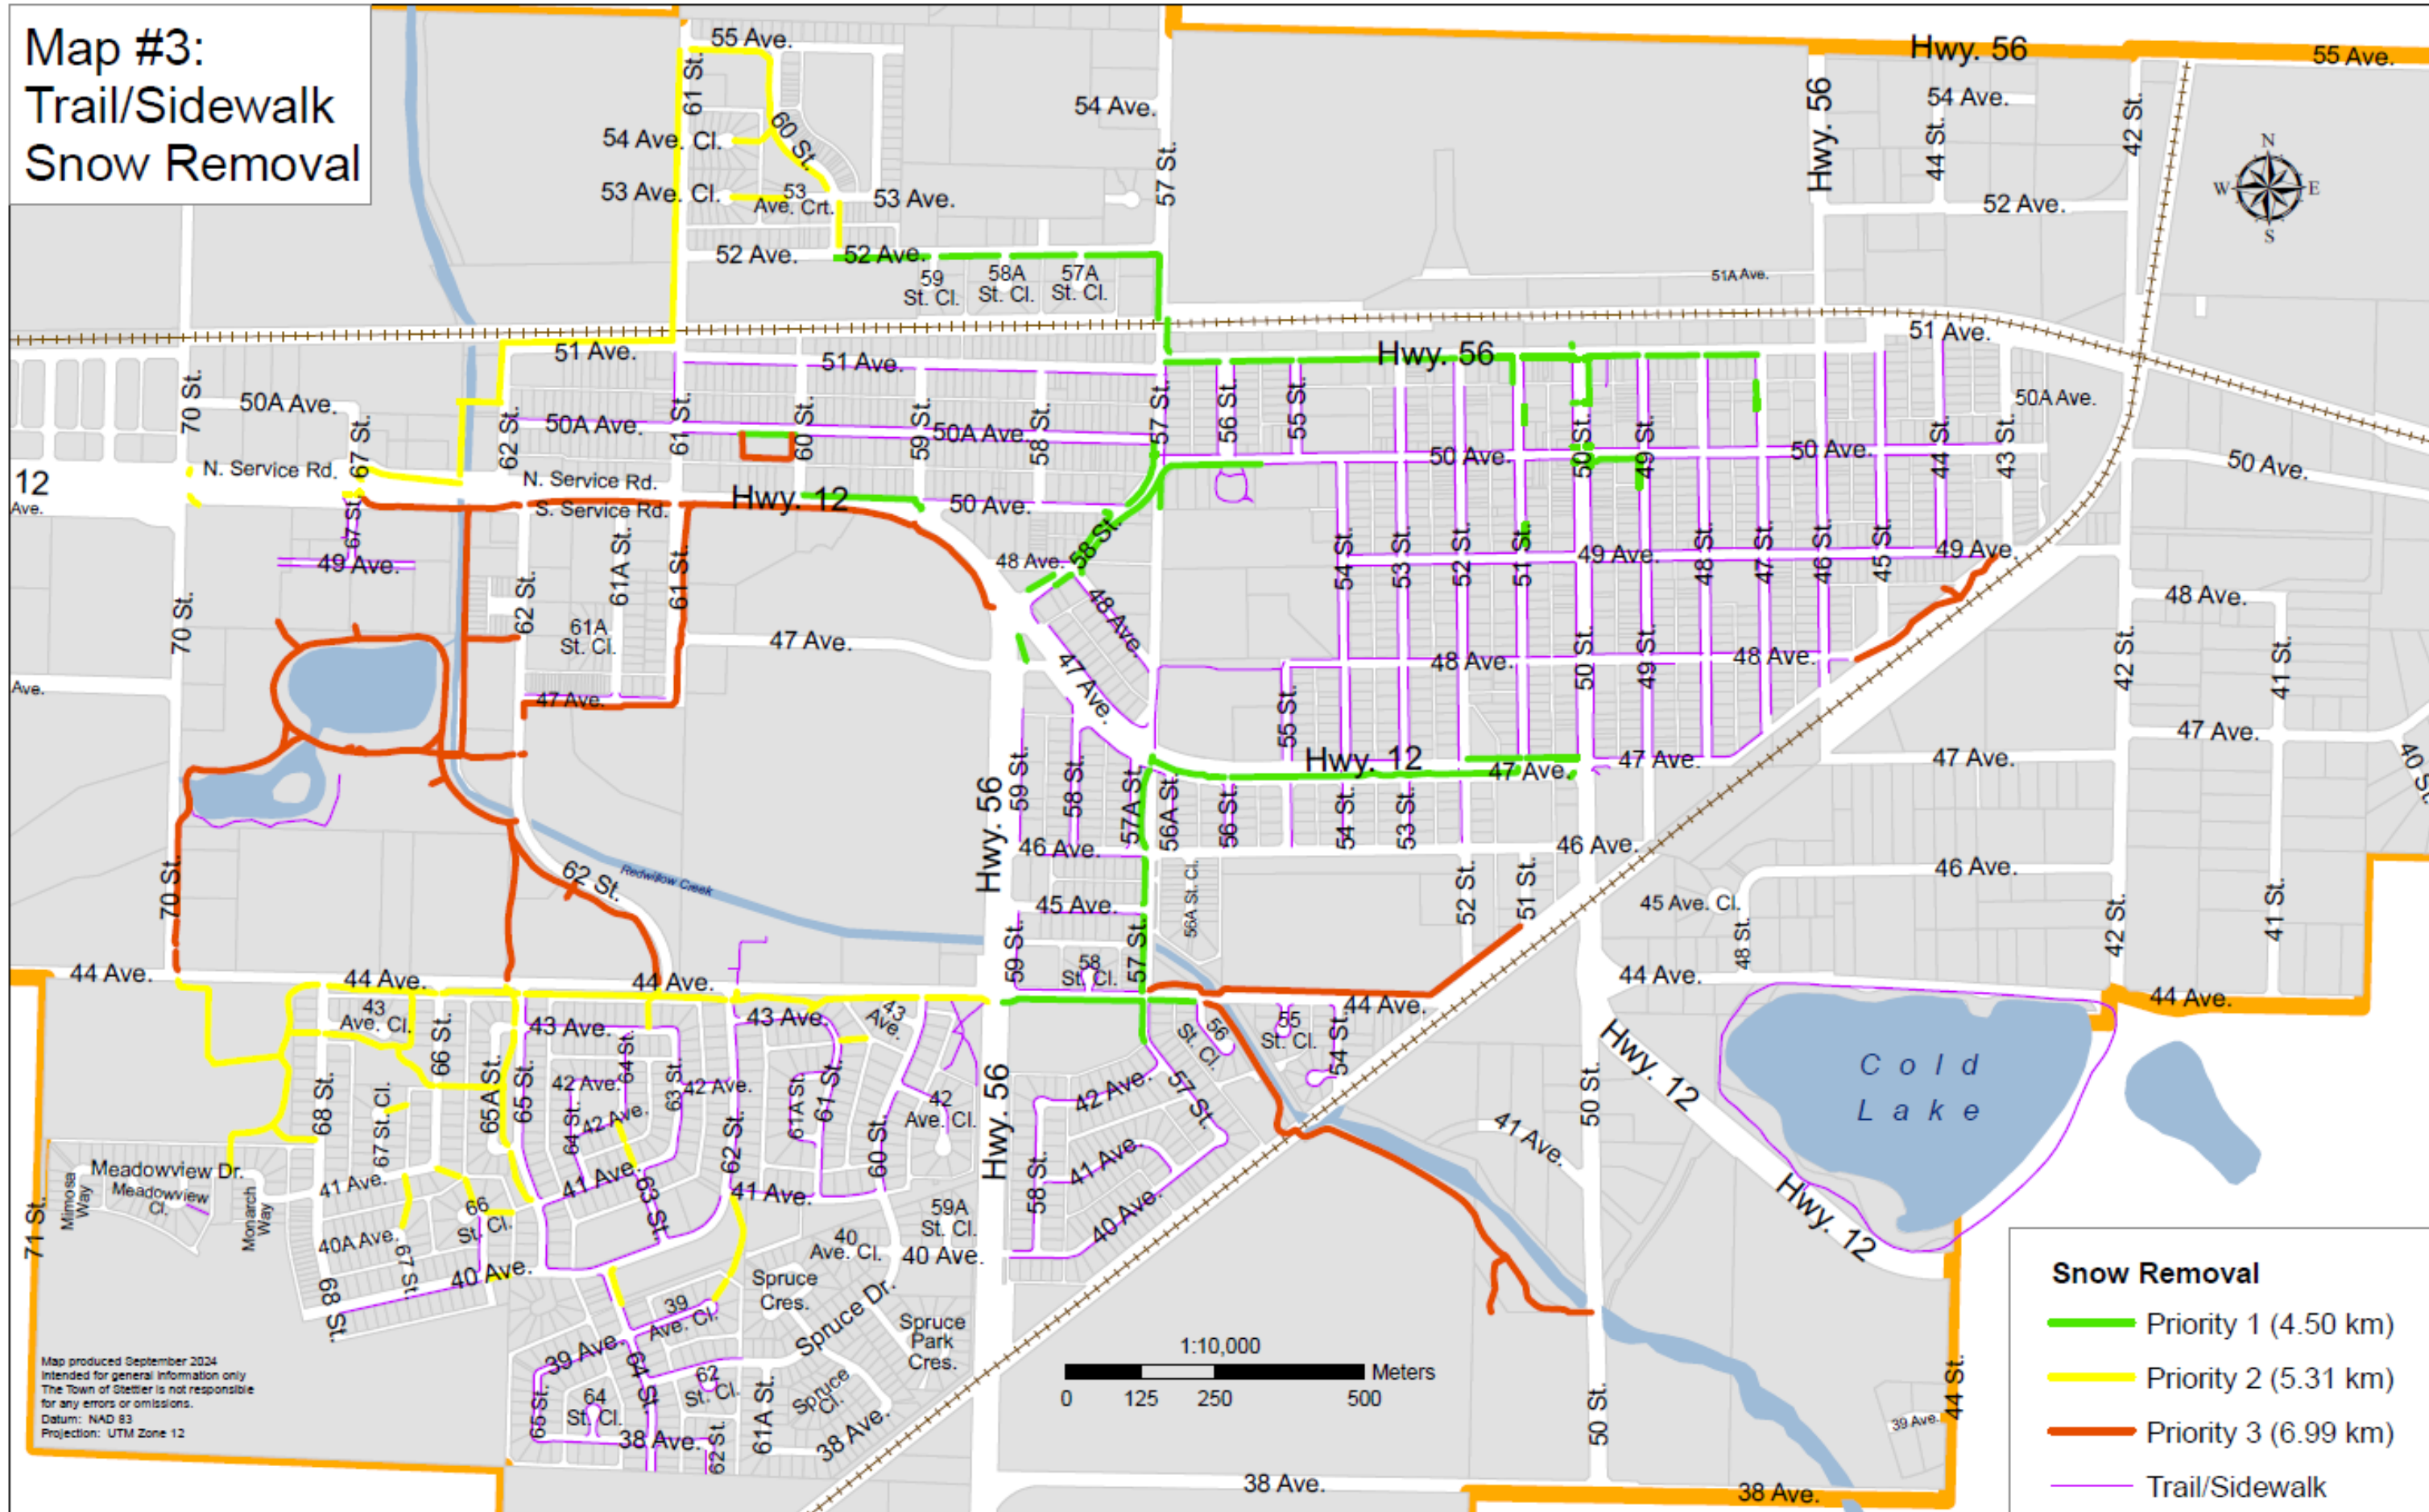 Map #3:
Trail/Sidewalk
Snow Removal
55 Ave.
Hwy. 56
55 Ave.
61 St.
54 Ave.
Hwy. 56
54 Ave.
44 St.
42 St.
54 Ave. Cl.
60 St.
57 St.
N
W
E
S
53 Ave. Cl.
53
Ave. Crt.
53 Ave.
52 Ave.
52 Ave.
52 Ave.
59
St. Cl.
58A
St. Cl.
57A
St. Cl.
51A Ave.
51 Ave.
51 Ave.
Hwy. 56
51 Ave.
70 St.
50A Ave.
67 St.
62 St.
50A Ave.
61 St.
60 St.
59 St.
50A Ave.
58 St.
57 St.
56 St.
55 St.
50 St.
49 St.
44 St.
43 St.
50A Ave.
12
Ave.
N. Service Rd.
N. Service Rd.
S. Service Rd.
Hwy. 12
50 Ave.
50 Ave.
50 Ave.
50 Ave.
67 St.
49 Ave.
70 St.
62 St.
61A St.
61 St.
48 Ave.
58 St.
54 St.
53 St.
52 St.
51 St.
49 Ave.
48 St.
47 St.
46 St.
45 St.
49 Ave.
48 Ave.
48 Ave.
61A
St. Cl.
47 Ave.
47 Ave.
48 Ave.
50 St.
49 St.
48 Ave.
42 St.
41 St.
Ave.
47 Ave.
55 St.
47 Ave.
40 St.
Hwy. 12
47 Ave.
47 Ave.
47 Ave.
Hwy. 56
59 St.
58 St.
57A St.
56A St.
56 St.
54 St.
53 St.
46 Ave.
46 Ave.
46 Ave.
70 St.
62 St.
Redwillow Creek
45 Ave.
56A St. Cl.
52 St.
51 St.
45 Ave. Cl.
48 St.
42 St.
41 St.
59 St.
58
St. Cl.
57 St.
44 Ave.
44 Ave.
44 Ave.
44 Ave.
44 Ave.
44 Ave.
43
Ave. Cl.
66 St.
43 Ave.
43 Ave.
43
Ave.
56
St. Cl.
55
St. Cl.
54 St.
Hwy. 12
Cold
Lake
68 St.
67 St. Cl.
65A St.
65 St.
42 Ave.
64 St.
64 St.
42 Ave.
63 St.
42 Ave.
62 St.
61A St.
61 St.
60 St.
42
Ave. Cl.
Hwy. 56
42 Ave.
57 St.
50 St.
41 Ave.
Meadowview Dr.
Meadowview
Cl.
Mimosa
Way
Monarch
Way
71 St.
41 Ave.
66
St. Cl.
41 Ave.
63 St.
41 Ave.
59A
St. Cl.
58 St.
41 Ave.
40 Ave.
Hwy. 12
40A Ave.
67 St
68 St.
40 Ave.
40
Ave. Cl.
40 Ave.
Spruce
Cres.
Spruce Dr.
Spruce
Park
Cres.
39
Ave. Cl.
39 Ave.
64 St.
62
St. Cl.
65 St.
64
St. Cl.
38 Ave.
62 St.
61A St.
Spruce
Cl.
38 Ave.
1:10,000
Meters
0 125 250 500
50 St.
38 Ave.
38 Ave.
39 Ave.
44 St.
Map produced September 2024
Intended for general information only
The Town of Stettler is not responsible
for any errors or omissions.
Datum: NAD 83
Projection: UTM Zone 12
Snow Removal
Priority 1 (4.50 km)
Priority 2 (5.31 km)
Priority 3 (6.99 km)
Trail/Sidewalk